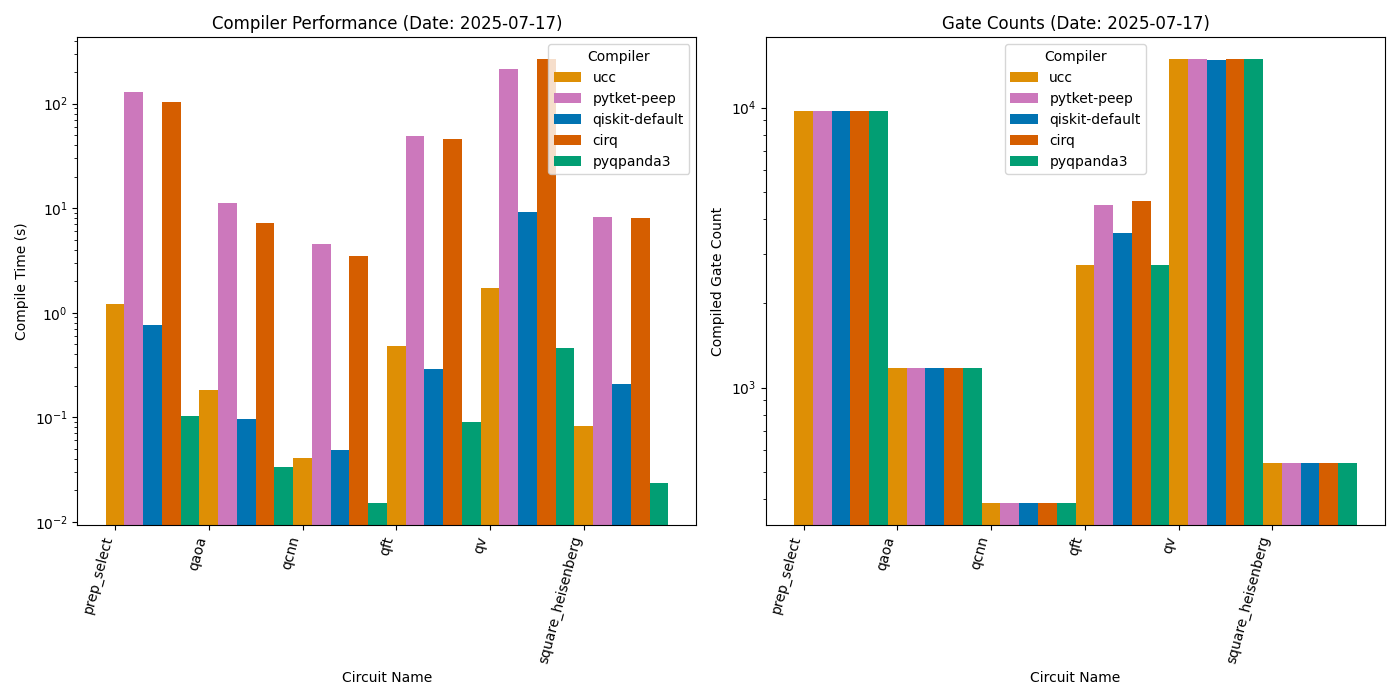 Compiler Performance (Date: 2025-07-17)
Compile Time (s)
10²
10¹
10⁰
10⁻¹
10⁻²
Compiler
ucc
pytket-peep
qiskit-default
cirq
pyqpanda3
prep_select
qaoa
qcnn
qft
qv
square_heisenberg
Circuit Name
Gate Counts (Date: 2025-07-17)
Compiled Gate Count
10⁴
10³
Compiler
ucc
pytket-peep
qiskit-default
cirq
pyqpanda3
prep_select
qaoa
qcnn
qft
qv
square_heisenberg
Circuit Name